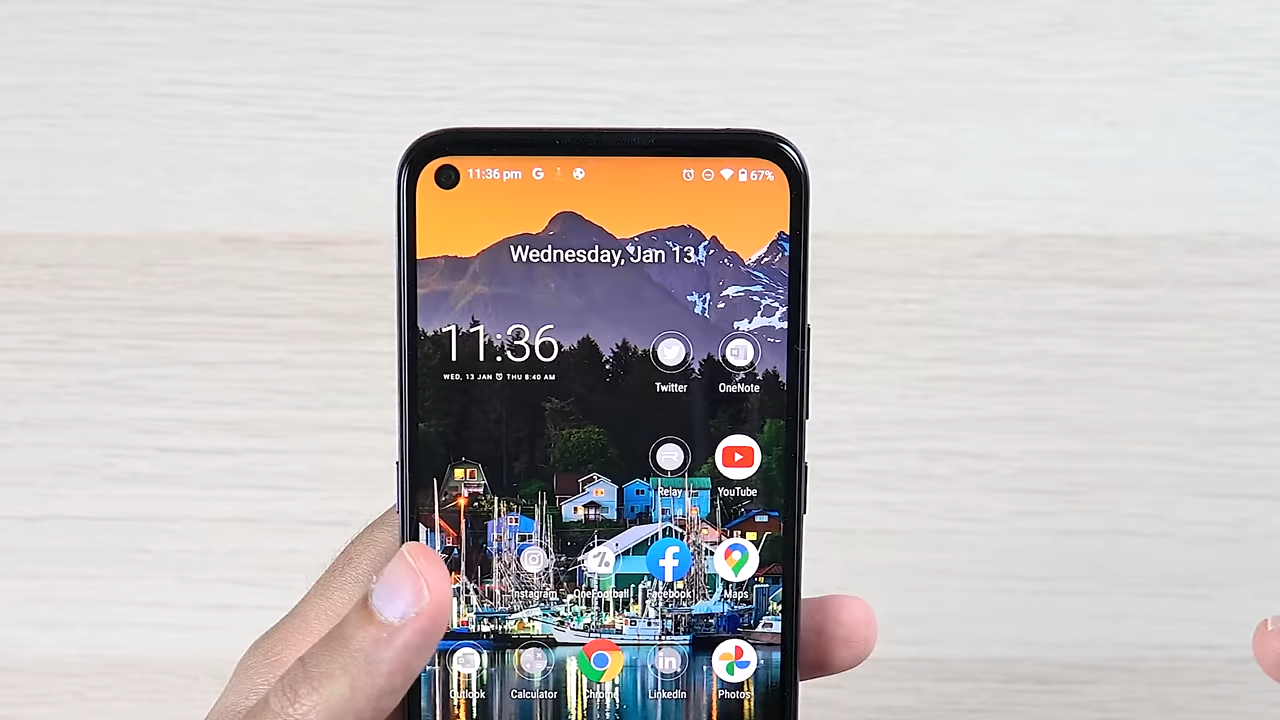 11:36 pm G 67%
Wednesday, Jan 13
11:36
WED, 13 JAN THU 8:40 AM
Twitter OneNote
Relay YouTube
Instagram OneFootball Facebook Maps
in
Outlook Calculator Chrome LinkedIn Photos